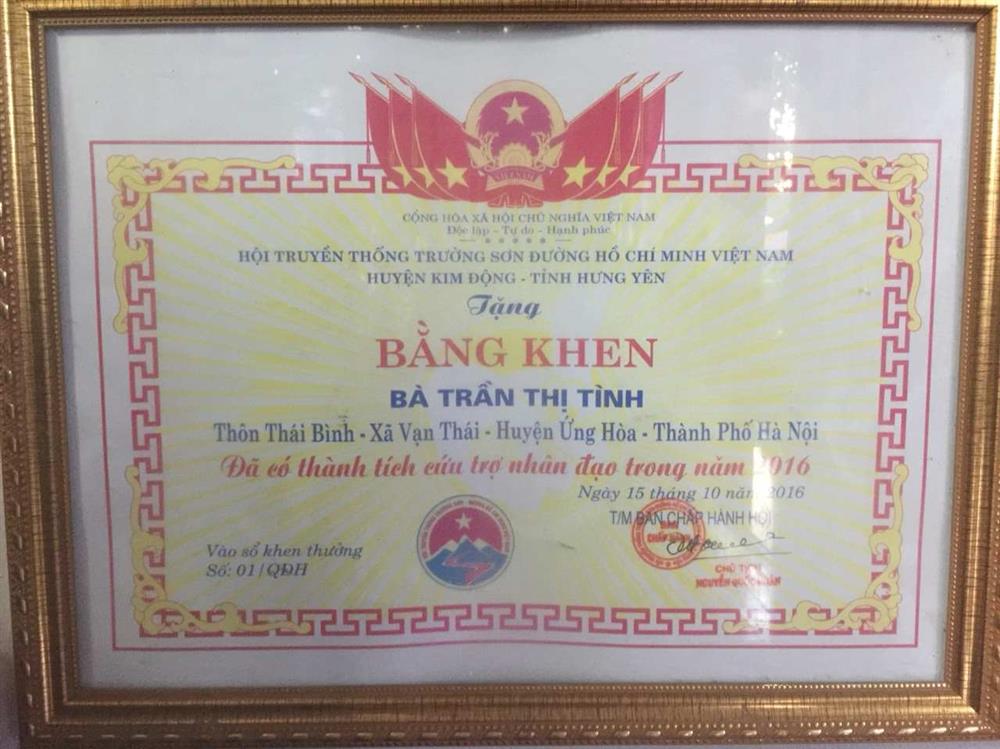 CỘNG HÒA XÃ HỘI CHỦ NGHĨA VIỆT NAM
Độc lập - Tự do - Hạnh phúc
HỘI TRUYỀN THỐNG TRƯỜNG SƠN ĐƯỜNG HỒ CHÍ MINH VIỆT NAM
HUYỆN KIM ĐỘNG - TỈNH HƯNG YÊN
Tặng
BẰNG KHEN
BÀ TRẦN THỊ TÌNH
Thôn Thái Bình - Xã Vạn Thái - Huyện Ứng Hòa - Thành Phố Hà Nội
Đã có thành tích cứu trợ nhân đạo trong năm 2016
Ngày 15 tháng 10 năm 2016
T/M BAN CHẤP HÀNH HỘI
Vào sổ khen thưởng
Số: 01/QĐH
CHỦ TỊCH
NGUYỄN QUỐC